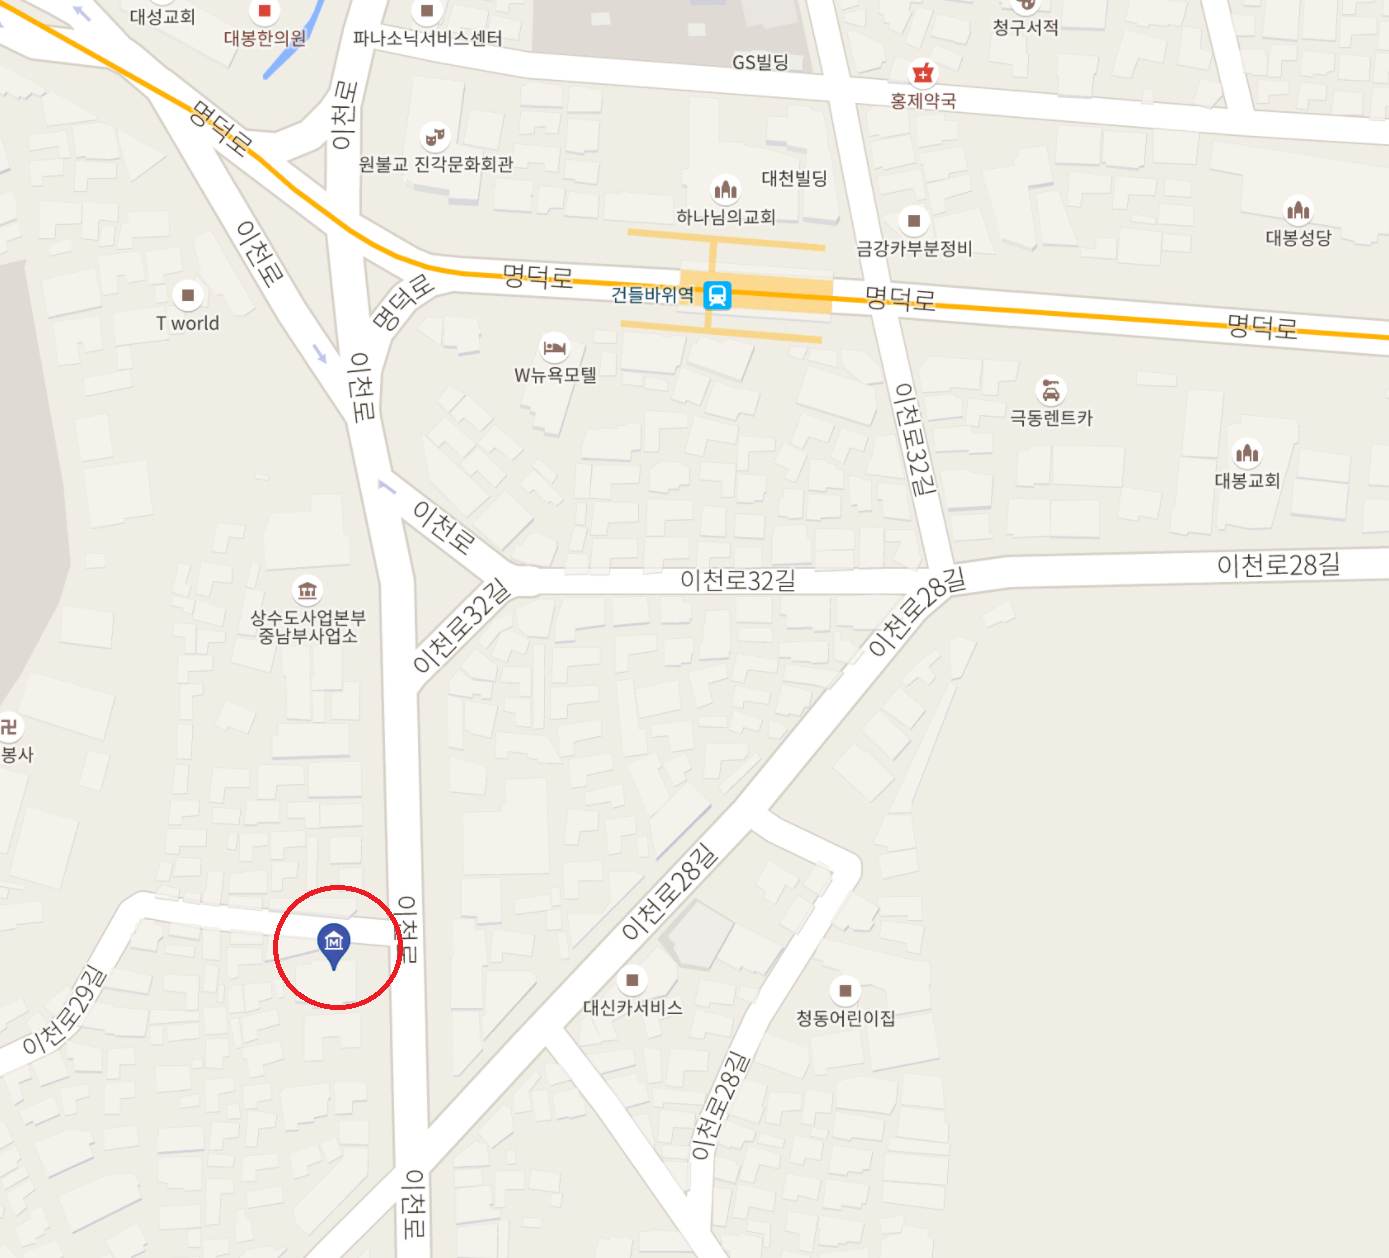 대성교회
대봉한의원
파나소닉서비스센터
GS빌딩
청구서적
홍제약국
명덕로
이천로
원불교 진각문화회관
하나님의교회
대천빌딩
금강카부분정비
대봉성당
이천로
T world
명덕로
명덕로
건들바위역
명덕로
명덕로
W뉴욕모텔
이천로
이천로32길
극동렌트카
대봉교회
이천로
이천로32길
이천로28길
이천로28길
상수도사업본부
중남부사업소
이천로32길
봉사
이천로28길
이천로
M
이천로29길
대신카서비스
청동어린이집
이천로28길
이천로